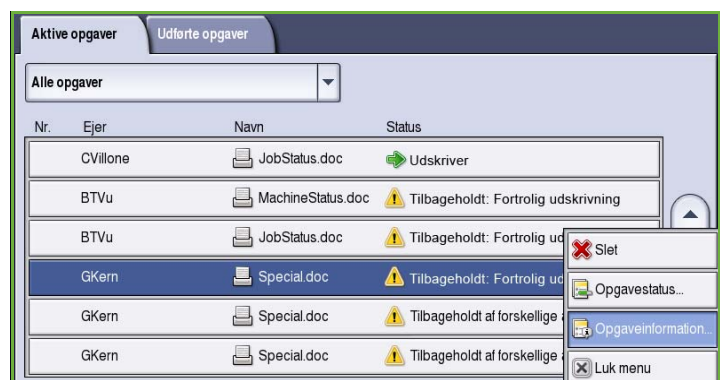 Aktive opgaver Udførte opgaver
Alle opgaver
Nr. Ejer Navn Status
CVillone JobStatus.doc Udskriver
BTVu MachineStatus.doc Tilbageholdt: Fortrolig udskrivning
BTVu JobStatus.doc Tilbageholdt: Fortrolig ud
Slet
GKern Special.doc Tilbageholdt: Fortrolig ud
Opgavestatus...
GKern Special.doc Tilbageholdt af forskellige
Opgaveinformation...
GKern Special.doc Tilbageholdt af forskellige
Luk menu